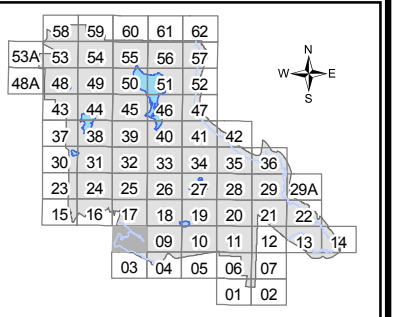 58 59 60 61 62
N
53A 53 54 55 56 57
W E
48A 48 49 50 51 52
S
43 44 45 46 47
37 38 39 40 41 42
30 31 32 33 34 35 36
23 24 25 26 27 28 29 29A
15 16 17 18 19 20 21 22
09 10 11 12 13 14
03 04 05 06 07
01 02